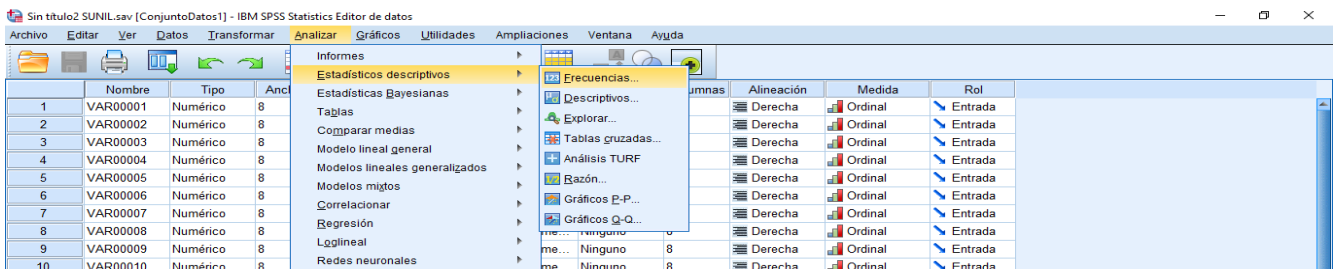 Sin título2 SUNIL.sav [ConjuntoDatos1] - IBM SPSS Statistics Editor de datos
Archivo Editar Ver Datos Transformar Analizar Gráficos Utilidades Ampliaciones Ventana Ayuda
Informes
Estadísticos descriptivos
Estadísticas Bayesianas
Tablas
Comparar medias
Modelo lineal general
Modelos lineales generalizados
Modelos mixtos
Correlacionar
Regresión
Loglineal
Redes neuronales
Frecuencias...
Descriptivos...
Explorar...
Tablas cruzadas...
Análisis TURF
Razón...
Gráficos P-P...
Gráficos Q-Q...
Nombre Tipo Ancl umnas Alineación Medida Rol
1 VAR00001 Numérico 8 Derecha Ordinal Entrada
2 VAR00002 Numérico 8 Derecha Ordinal Entrada
3 VAR00003 Numérico 8 Derecha Ordinal Entrada
4 VAR00004 Numérico 8 Derecha Ordinal Entrada
5 VAR00005 Numérico 8 Derecha Ordinal Entrada
6 VAR00006 Numérico 8 Derecha Ordinal Entrada
7 VAR00007 Numérico 8 Derecha Ordinal Entrada
8 VAR00008 Numérico 8 me... Ninguno 8 Derecha Ordinal Entrada
9 VAR00009 Numérico 8 me... Ninguno 8 Derecha Ordinal Entrada
10 VAR00010 Numérico 8 me... Ninguno 8 Derecha Ordinal Entrada